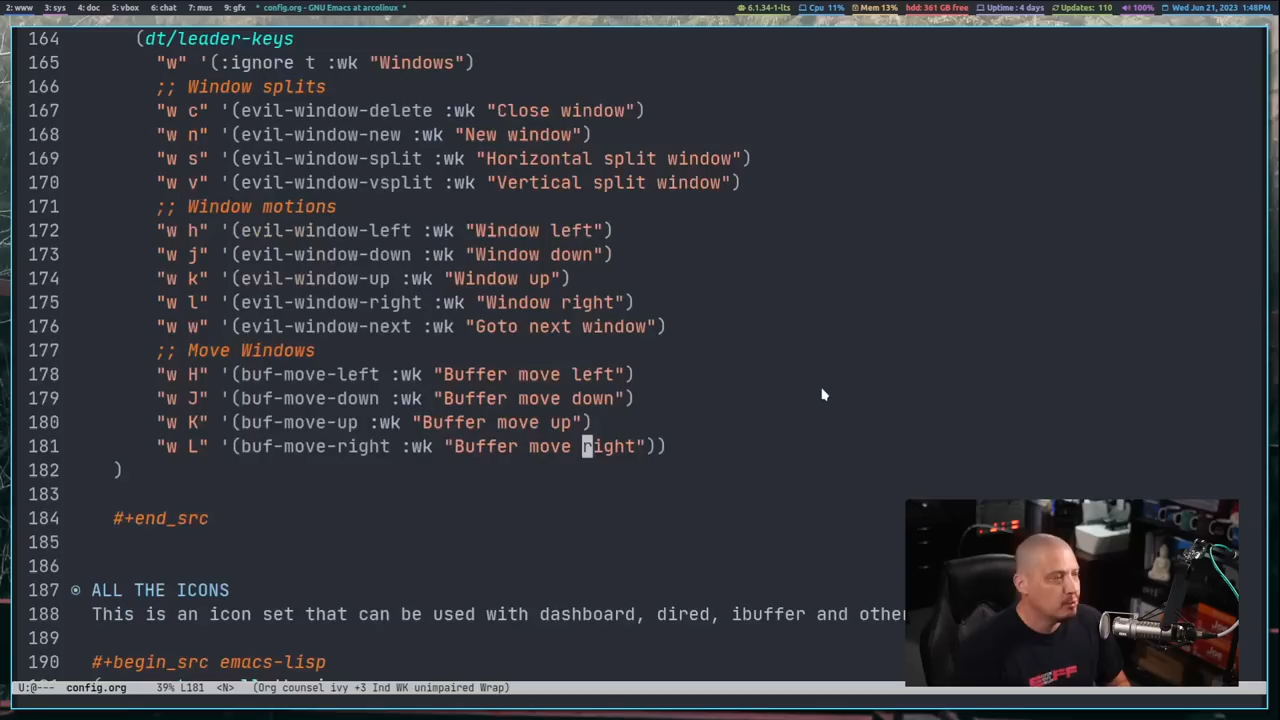 2: www 3: sys 4: doc 5: vbox 6: chat 7: mus 9: gfx * config.org - GNU Emacs at arcolinux * 6.1.34-1-lts Cpu 11% Mem 13% hdd: 361 GB free Uptime : 4 days Updates: 110 100% Wed Jun 21, 2023 1:48PM
164 (dt/leader-keys
165 "w" '(:ignore t :wk "Windows")
166 ;; Window splits
167 "w c" '(evil-window-delete :wk "Close window")
168 "w n" '(evil-window-new :wk "New window")
169 "w s" '(evil-window-split :wk "Horizontal split window")
170 "w v" '(evil-window-vsplit :wk "Vertical split window")
171 ;; Window motions
172 "w h" '(evil-window-left :wk "Window left")
173 "w j" '(evil-window-down :wk "Window down")
174 "w k" '(evil-window-up :wk "Window up")
175 "w l" '(evil-window-right :wk "Window right")
176 "w w" '(evil-window-next :wk "Goto next window")
177 ;; Move Windows
178 "w H" '(buf-move-left :wk "Buffer move left")
179 "w J" '(buf-move-down :wk "Buffer move down")
180 "w K" '(buf-move-up :wk "Buffer move up")
181 "w L" '(buf-move-right :wk "Buffer move right"))
182 )
183
184 #+end_src
185
186
187 ALL THE ICONS
188 This is an icon set that can be used with dashboard, dired, ibuffer and othe
189
190 #+begin_src emacs-lisp
U:@--- config.org 39% L181 <N> (Org counsel ivy +3 Ind WK unimpaired Wrap)